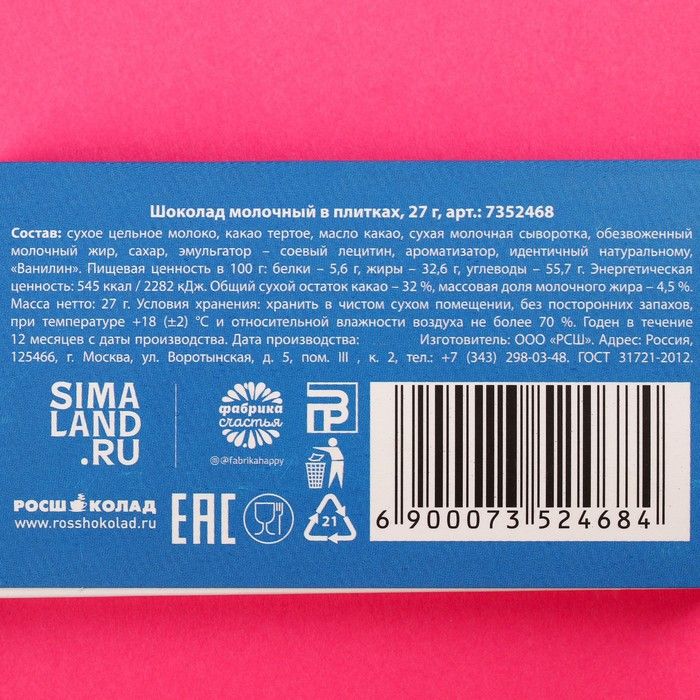 Шоколад молочный в плитках, 27 г, арт.: 7352468
Состав: сухое цельное молоко, какао тертое, масло какао, сухая молочная сыворотка, обезвоженный
молочный жир, сахар, эмульгатор – соевый лецитин, ароматизатор, идентичный натуральному,
«Ванилин». Пищевая ценность в 100 г: белки – 5,6 г, жиры – 32,6 г, углеводы – 55,7 г. Энергетическая
ценность: 545 ккал / 2282 кДж. Общий сухой остаток какао – 32 %, массовая доля молочного жира – 4,5 %.
Масса нетто: 27 г. Условия хранения: хранить в чистом сухом помещении, без посторонних запахов,
при температуре +18 (±2) °С и относительной влажности воздуха не более 70 %. Годен в течение
12 месяцев с даты производства. Дата производства: Изготовитель: ООО «РСШ». Адрес: Россия,
125466, г. Москва, ул. Воротынская, д. 5, пом. III , к. 2, тел.: +7 (343) 298-03-48. ГОСТ 31721-2012.
SIMA
LAND
.RU
фабрика
счастья
@fabrikahappy
РОСШОКОЛАД
www.rosshokolad.ru
EAC
21
6 900073 524684